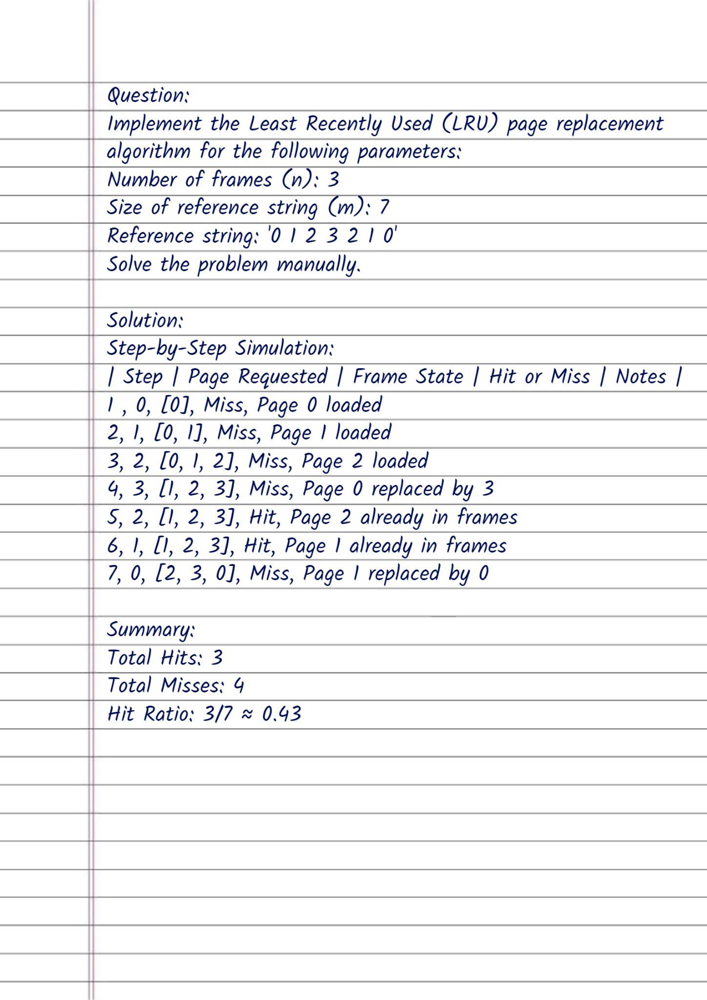 Question:
Implement the Least Recently Used (LRU) page replacement
algorithm for the following parameters:
Number of frames (n): 3
Size of reference string (m): 7
Reference string: '0 1 2 3 2 1 0'
Solve the problem manually.
Solution:
Step-by-Step Simulation:
| Step | Page Requested | Frame State | Hit or Miss | Notes |
1 , 0, [0], Miss, Page 0 loaded
2, 1, [0, 1], Miss, Page 1 loaded
3, 2, [0, 1, 2], Miss, Page 2 loaded
4, 3, [1, 2, 3], Miss, Page 0 replaced by 3
5, 2, [1, 2, 3], Hit, Page 2 already in frames
6, 1, [1, 2, 3], Hit, Page 1 already in frames
7, 0, [2, 3, 0], Miss, Page 1 replaced by 0
Summary:
Total Hits: 3
Total Misses: 4
Hit Ratio: 3/7 ≈ 0.43